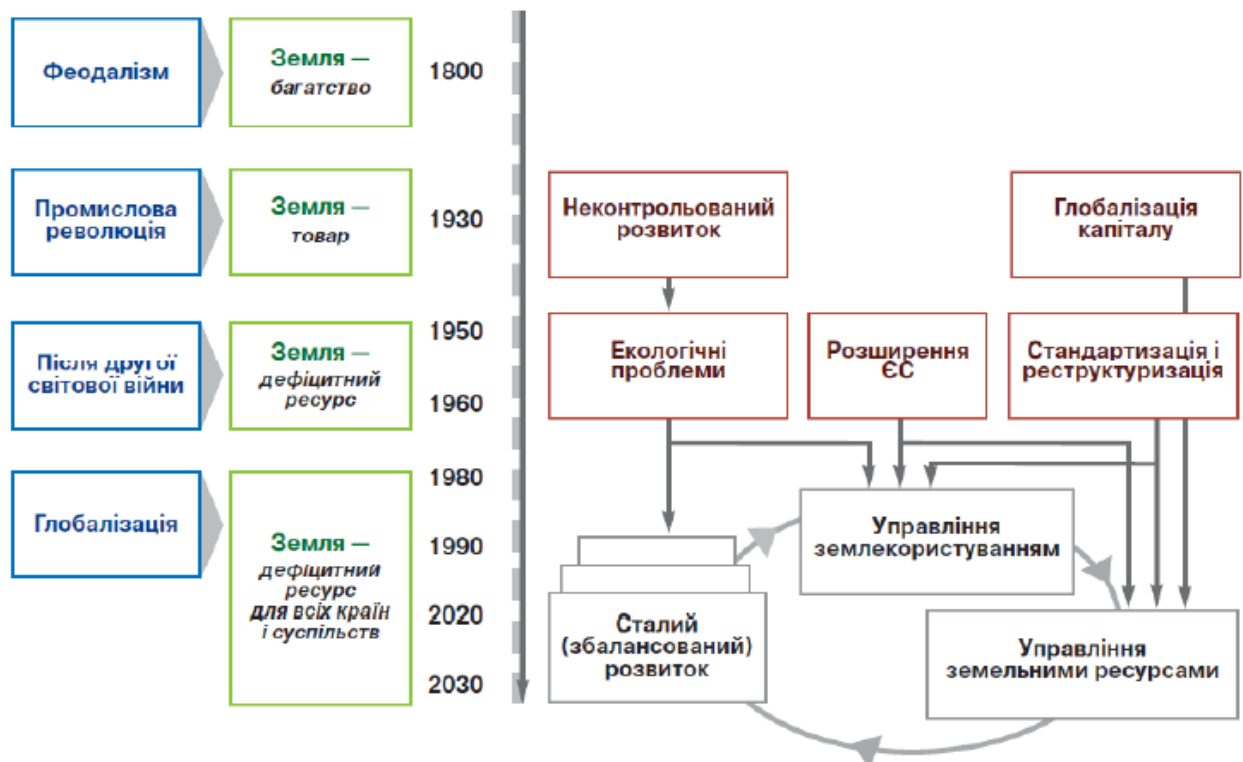 Феодалізм
Земля —
багатство
1800
Промислова
революція
Земля —
товар
1930
Неконтрольований
розвиток
Глобалізація
капіталу
Після другої
світової війни
Земля —
дефіцитний
ресурс
1950
1960
Екологічні
проблеми
Розширення
ЄС
Стандартизація і
реструктуризація
Глобалізація
Земля —
дефіцитний
ресурс
для всіх країн
і суспільств
1980
1990
2020
2030
Управління
землекористуванням
Сталий
(збалансований)
розвиток
Управління
земельними ресурсами